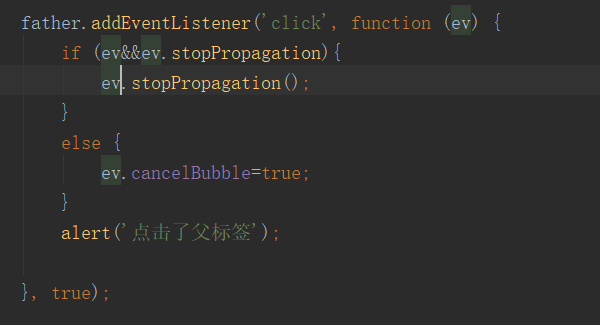 father.addEventListener('click', function (ev) {
if (ev&&ev.stopPropagation){
ev.stopPropagation();
}
else {
ev.cancelBubble=true;
}
alert('点击了父标签');
}, true);